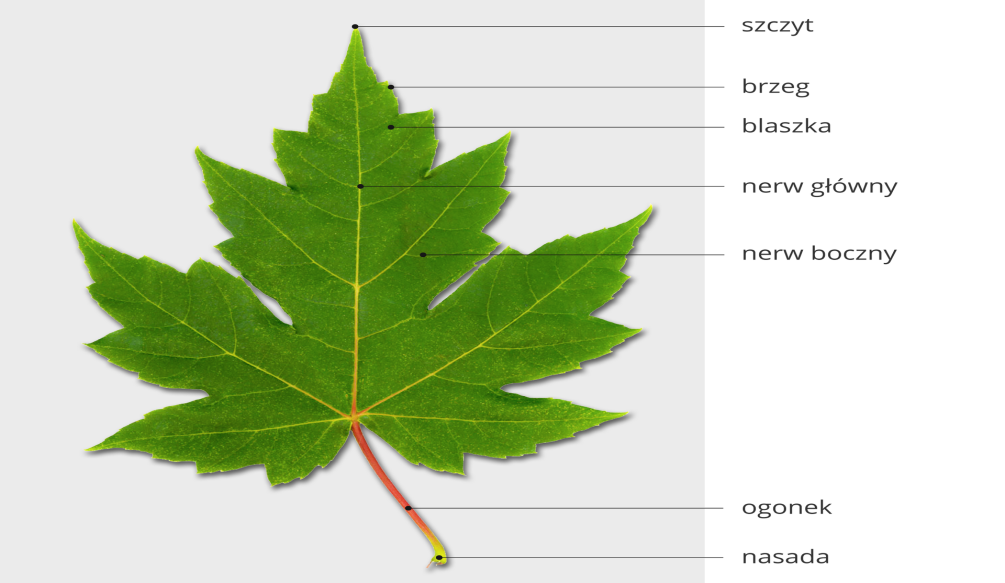 szczyt
brzeg
blaszka
nerw główny
nerw boczny
ogonek
nasada